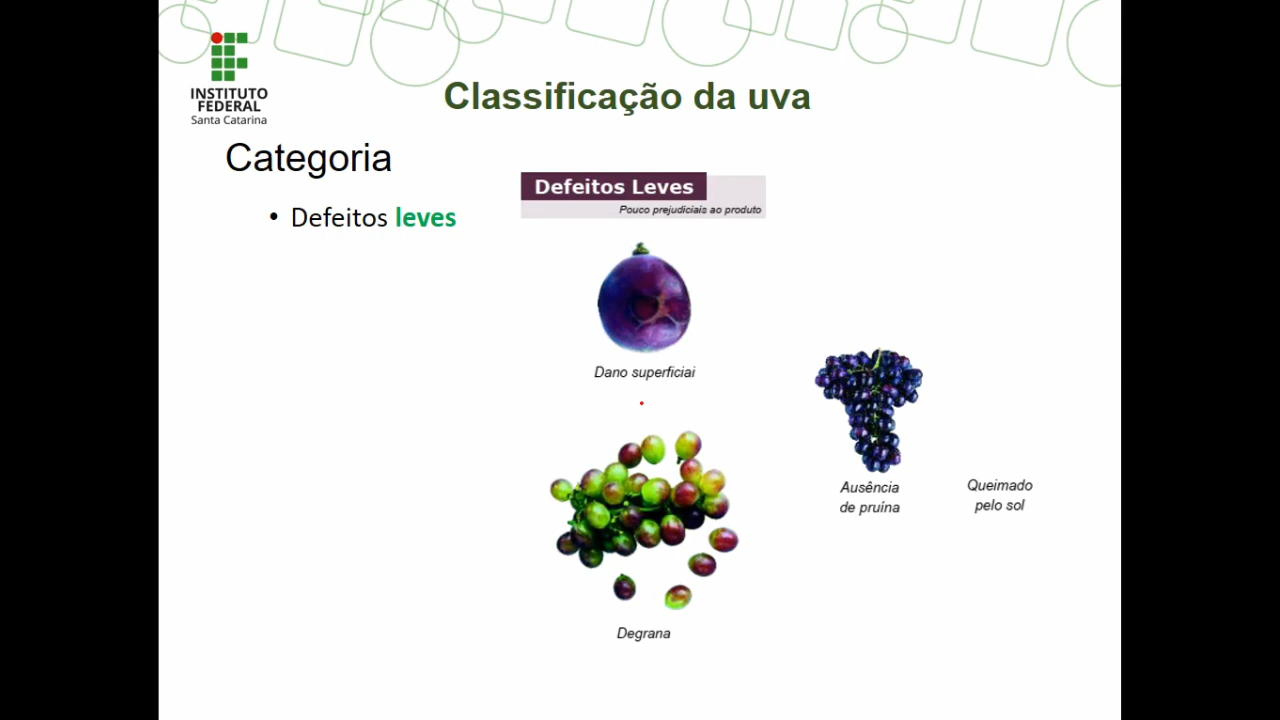 INSTITUTO
FEDERAL
Santa Catarina
Classificação da uva
Categoria
• Defeitos leves
Defeitos Leves
Pouco prejudiciais ao produto
Dano superficiai
Ausência
de pruína
Queimado
pelo sol
Degrana